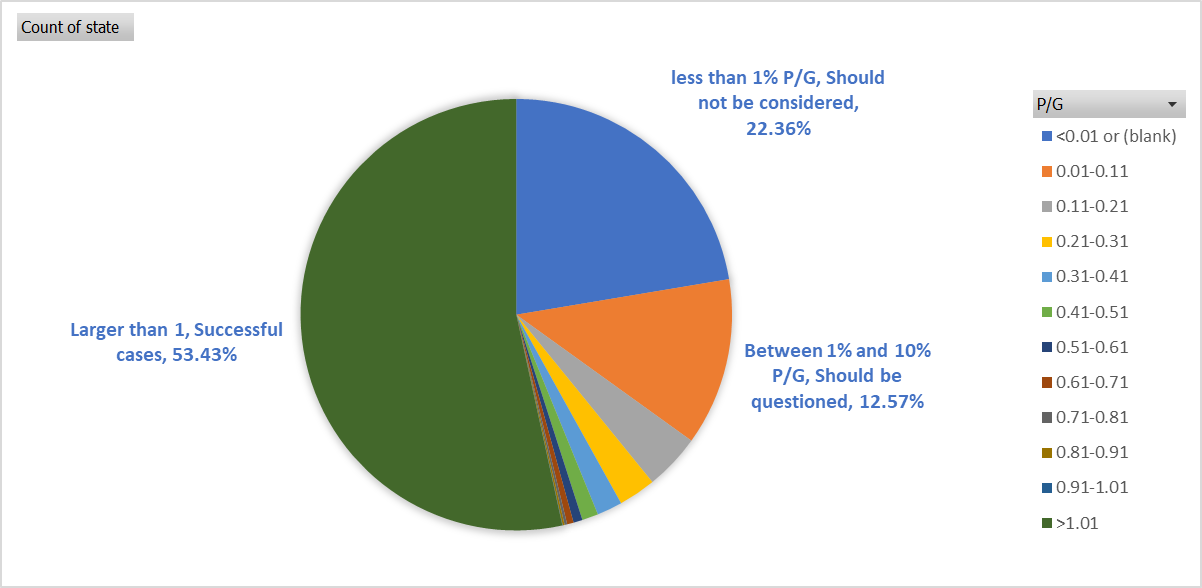 Count of state
less than 1% P/G, Should
not be considered,
22.36%
Larger than 1, Successful
cases, 53.43%
Between 1% and 10%
P/G, Should be
questioned, 12.57%
P/G
<0.01 or (blank)
0.01-0.11
0.11-0.21
0.21-0.31
0.31-0.41
0.41-0.51
0.51-0.61
0.61-0.71
0.71-0.81
0.81-0.91
0.91-1.01
>1.01